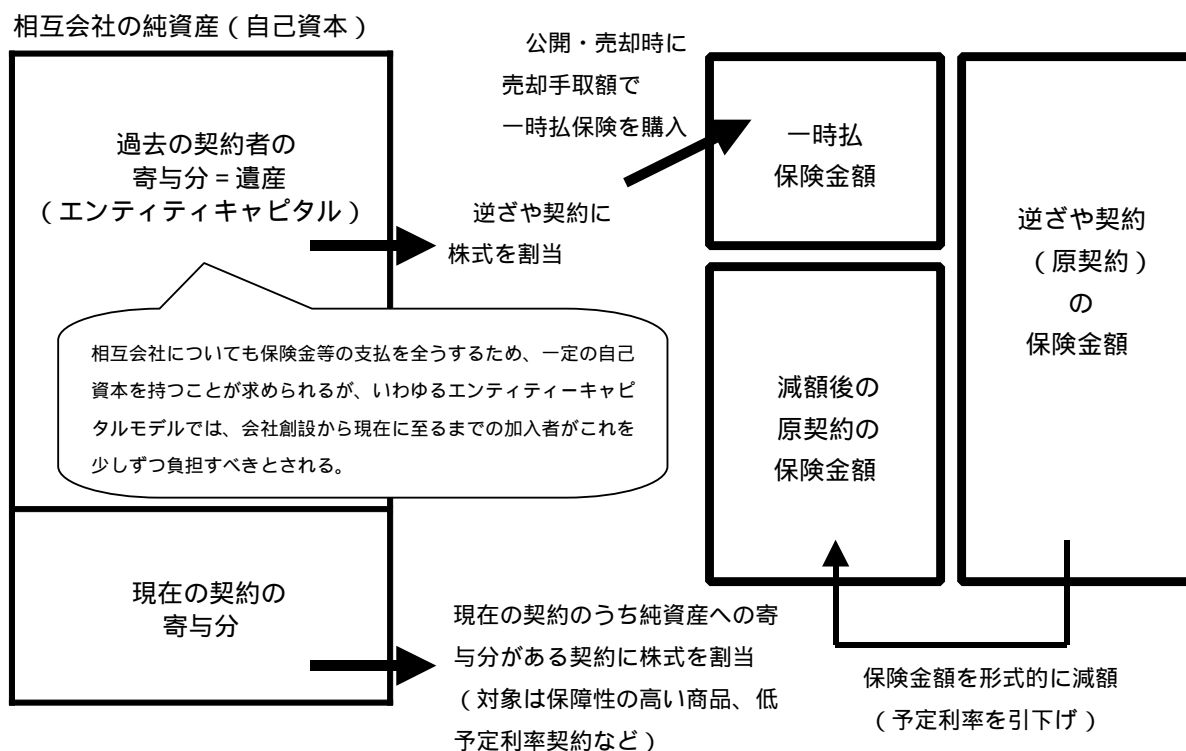 相互会社の純資産（自己資本）
過去の契約者の
寄与分＝遺産
（エンティティキャピタル）
逆ざや契約に
株式を割当
公開・売却時に
売却手取額で
一時払保険を購入
一時払
保険金額
逆ざや契約
（原契約）
の
保険金額
相互会社についても保険金等の支払を全うするため、一定の自己
資本を持つことが求められるが、いわゆるエンティティーキャピ
タルモデルでは、会社創設から現在に至るまでの加入者がこれを
少しずつ負担すべきとされる。
減額後の
原契約の
保険金額
現在の契約の
寄与分
現在の契約のうち純資産への寄
与分がある契約に株式を割当
（対象は保障性の高い商品、低
予定利率契約など）
保険金額を形式的に減額
（予定利率を引下げ）